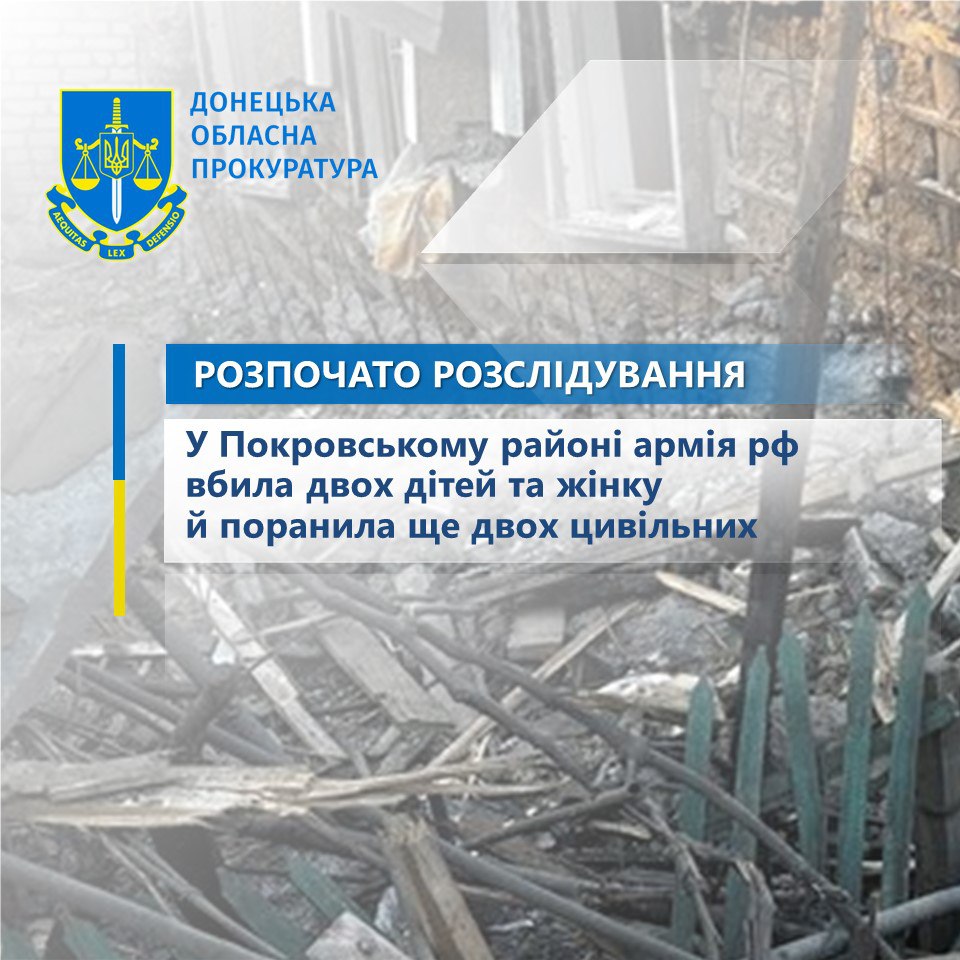 ДОНЕЦЬКА
ОБЛАСНА
ПРОКУРАТУРА
AEQUITAS LEX DEFENSIO
РОЗПОЧАТО РОЗСЛІДУВАННЯ
У Покровському районі армія рф
вбила двох дітей та жінку
й поранила ще двох цивільних